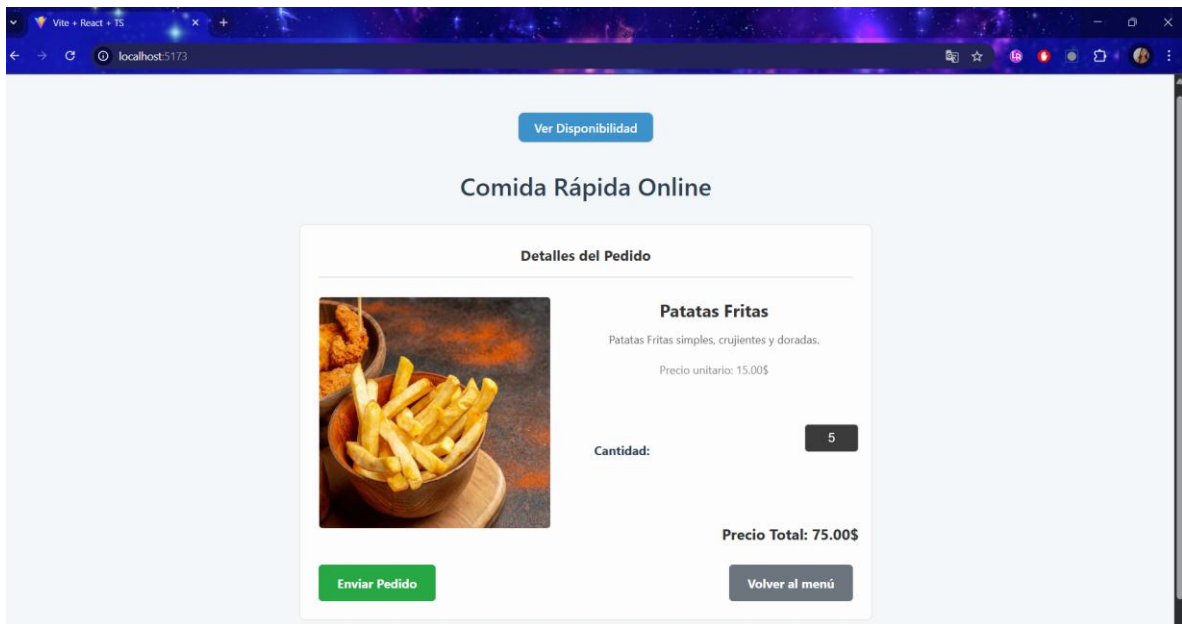 Vite + React + TS
localhost:5173
Ver Disponibilidad
Comida Rápida Online
Detalles del Pedido
Patatas Fritas
Patatas Fritas simples, crujientes y doradas.
Precio unitario: 15.00$
Cantidad:
5
Precio Total: 75.00$
Enviar Pedido
Volver al menú